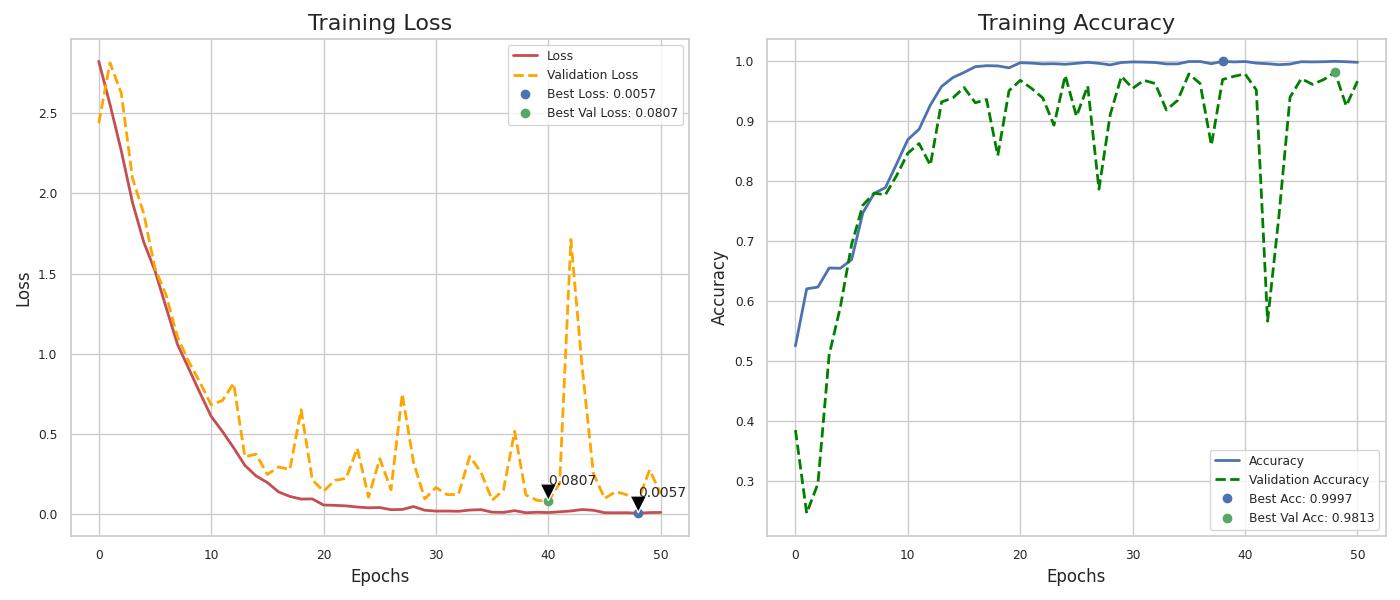 Training Loss
Loss
Validation Loss
Best Loss: 0.0057
Best Val Loss: 0.0807
2.5
2.0
1.5
1.0
0.5
0.0
Loss
0.0807
0.0057
0 10 20 30 40 50
Epochs
Training Accuracy
1.0
0.9
0.8
0.7
0.6
0.5
0.4
0.3
Accuracy
Accuracy
Validation Accuracy
Best Acc: 0.9997
Best Val Acc: 0.9813
0 10 20 30 40 50
Epochs